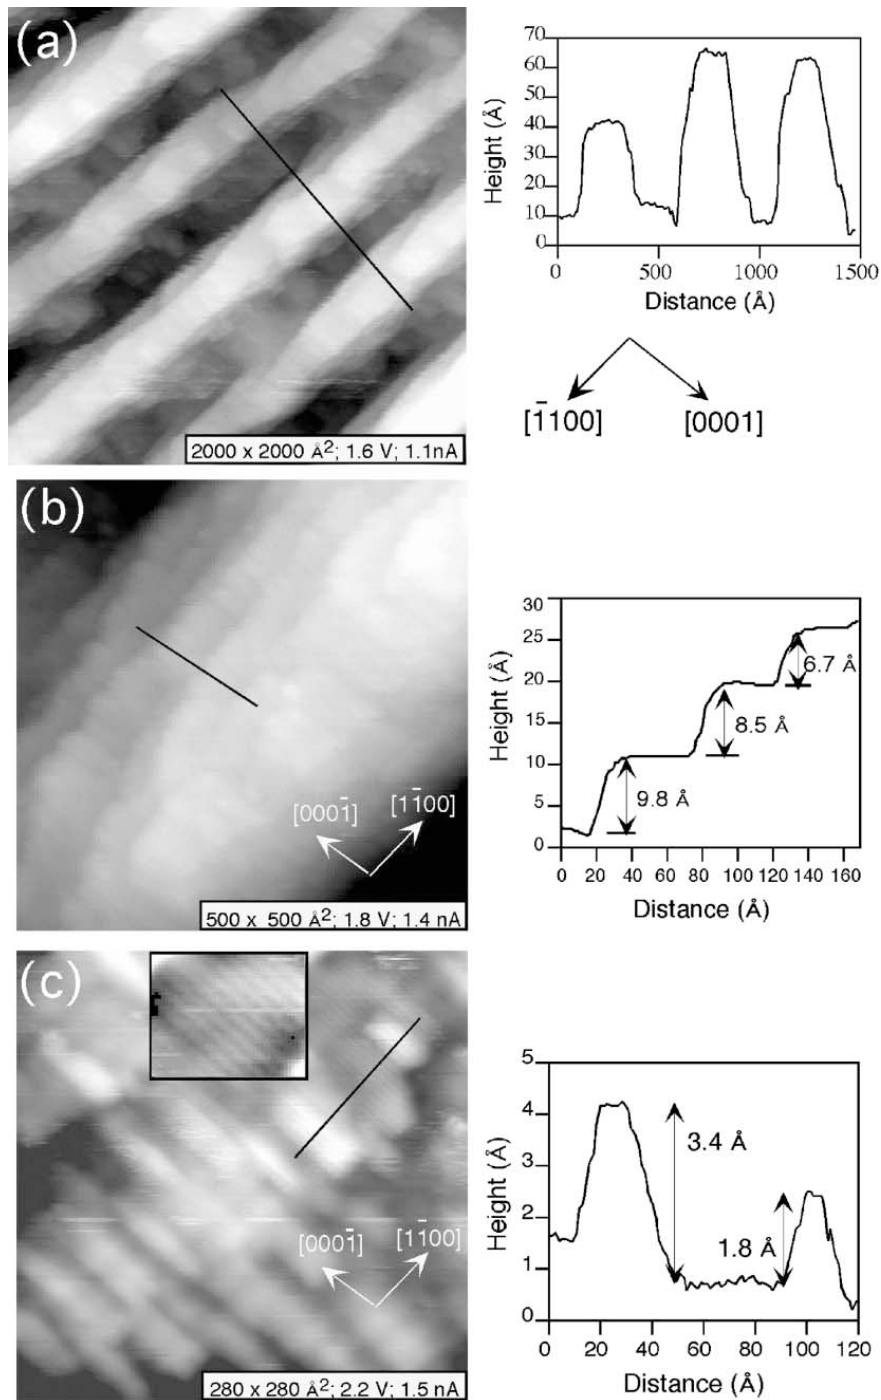 (a)
2000 x 2000 Å²; 1.6 V; 1.1nA
Height (Å)
70
60
50
40
30
20
10
0
0 500 1000 1500
Distance (Å)
[1̄100] [0001]
(b)
[0001̄] [11̄00]
500 x 500 Å²; 1.8 V; 1.4 nA
Height (Å)
30
25
20
15
10
5
0
6.7 Å
8.5 Å
9.8 Å
0 20 40 60 80 100 120 140 160
Distance (Å)
(c)
[0001̄] [11̄00]
280 x 280 Å²; 2.2 V; 1.5 nA
Height (Å)
5
4
3
2
1
0
3.4 Å
1.8 Å
0 20 40 60 80 100 120
Distance (Å)